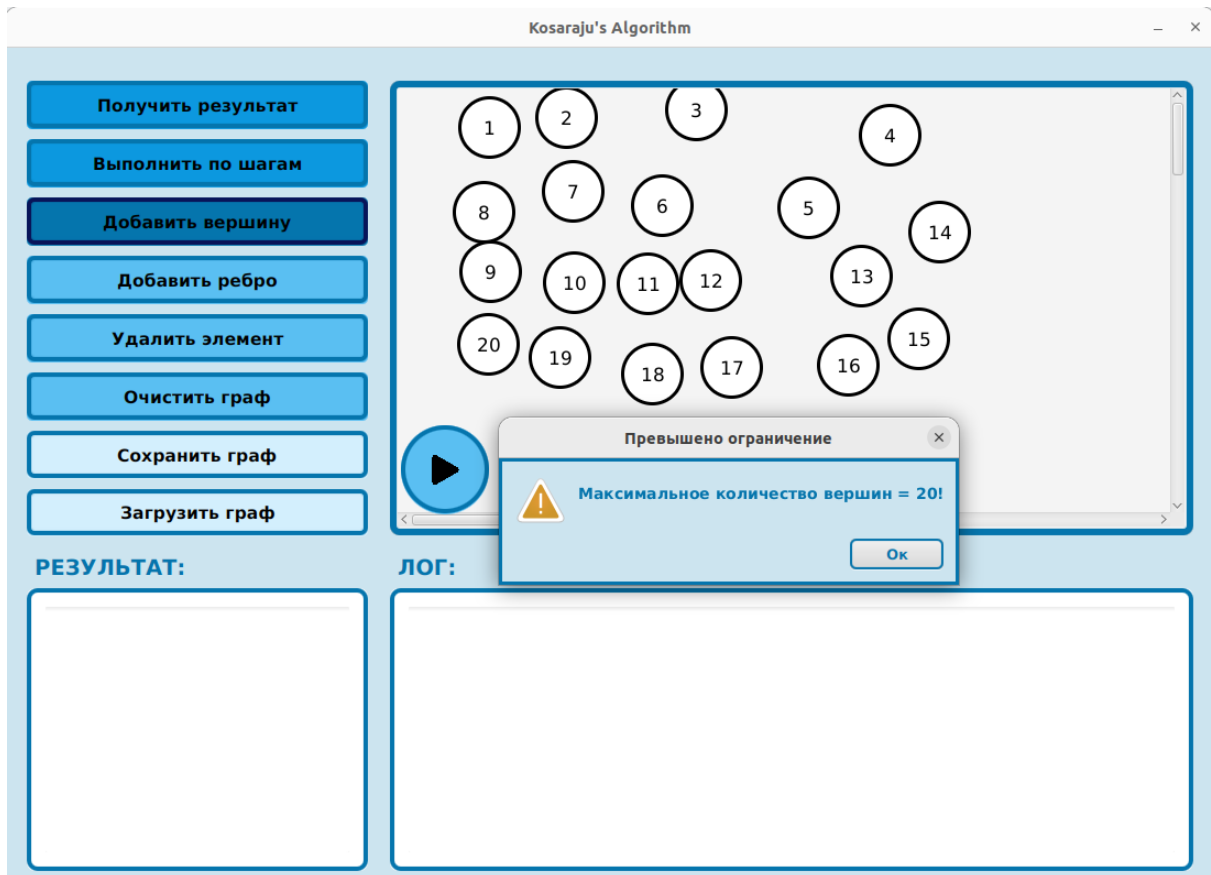 Kosaraju's Algorithm
Получить результат
Выполнить по шагам
Добавить вершину
Добавить ребро
Удалить элемент
Очистить граф
Сохранить граф
Загрузить граф
1
2
3
4
7
6
5
8
14
9
10
11
12
13
20
19
18
17
16
15
Превышено ограничение
Максимальное количество вершин = 20!
Ок
РЕЗУЛЬТАТ:
ЛОГ: